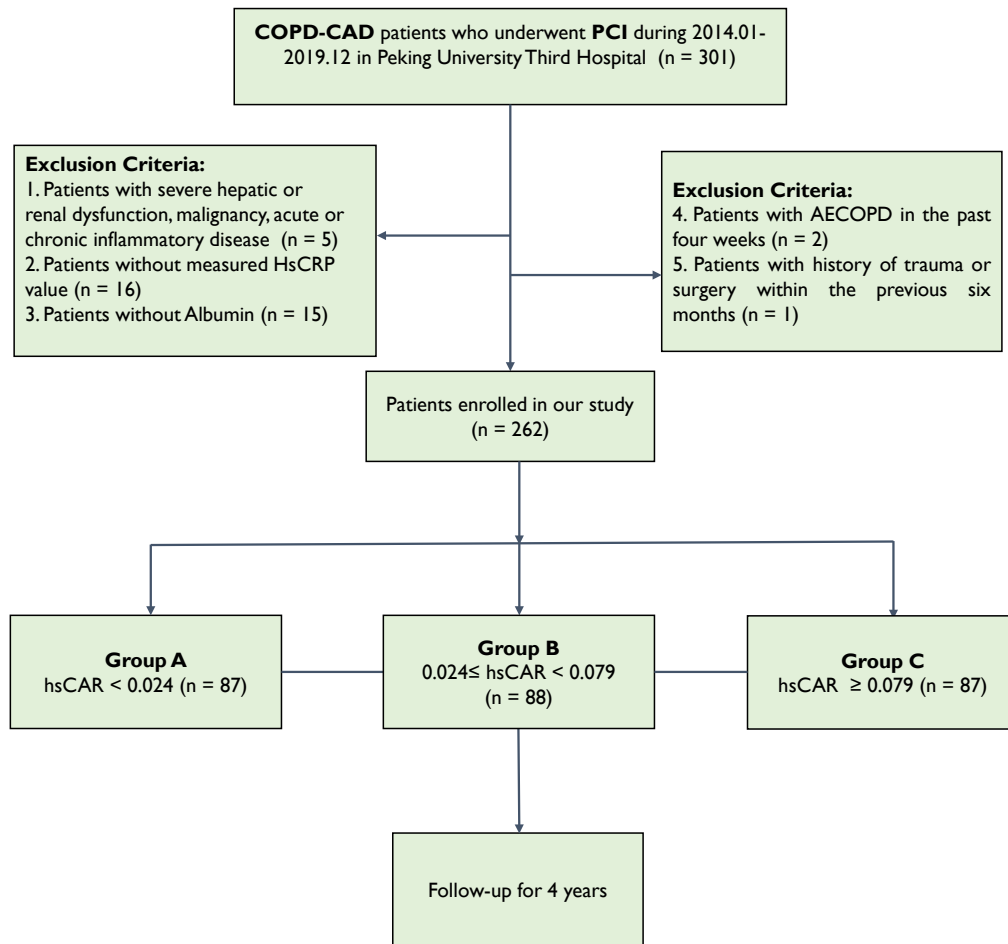 COPD-CAD patients who underwent PCI during 2014.01-
2019.12 in Peking University Third Hospital (n = 301)
Exclusion Criteria:
1. Patients with severe hepatic or
renal dysfunction, malignancy, acute or
chronic inflammatory disease (n = 5)
2. Patients without measured HsCRP
value (n = 16)
3. Patients without Albumin (n = 15)
Exclusion Criteria:
4. Patients with AECOPD in the past
four weeks (n = 2)
5. Patients with history of trauma or
surgery within the previous six
months (n = 1)
Patients enrolled in our study
(n = 262)
Group A
hsCAR < 0.024 (n = 87)
Group B
0.024≤ hsCAR < 0.079
(n = 88)
Group C
hsCAR ≥ 0.079 (n = 87)
Follow-up for 4 years